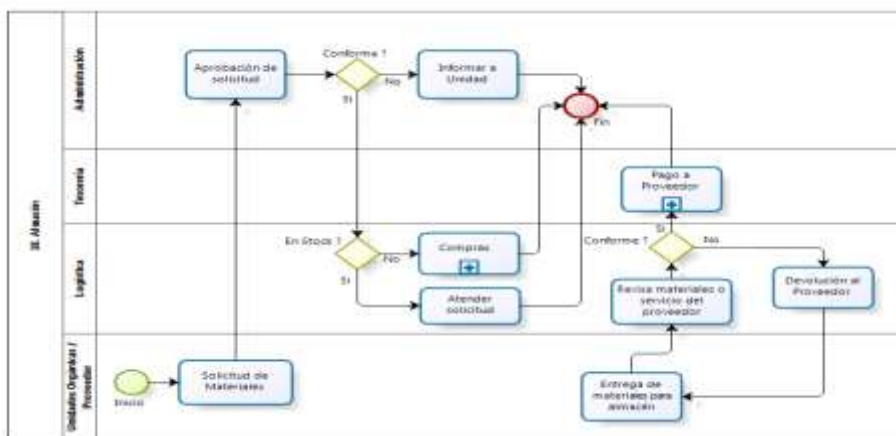 Administración
Aprobación de
solicitud
Conforme ?
No
Si
Informar a
Unidad
Fin
Tesorería
Pago a
Proveedor
Logística
En Stock ?
No
Si
Compras
Atender
solicitud
Conforme ?
Si
No
Revisa materiales o
servicio del
proveedor
Devolución al
Proveedor
Unidades Orgánicas /
Proveedor
Inicio
Solicitud de
Materiales
Entrega de
materiales para
almacén